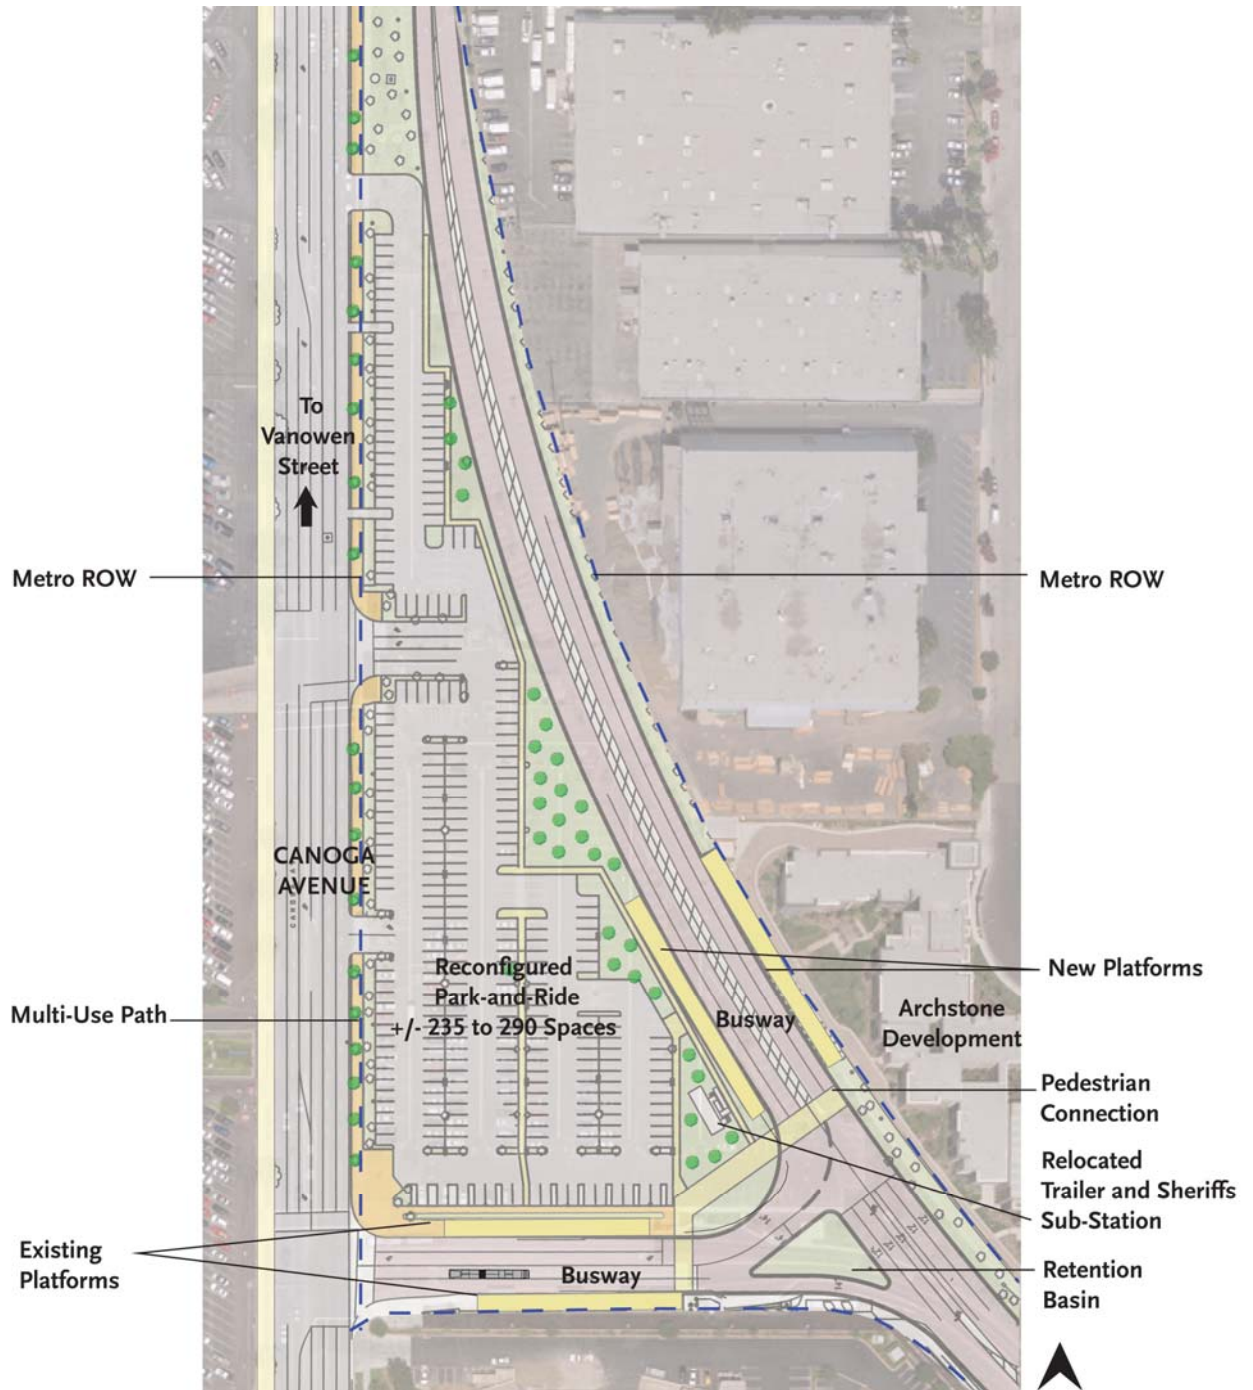 To
Vanowen
Street
Metro ROW
Metro ROW
CANOGA
AVENUE
Reconfigured
Park-and-Ride
+/- 235 to 290 Spaces
Busway
New Platforms
Archstone
Development
Multi-Use Path
Pedestrian
Connection
Relocated
Trailer and Sheriffs
Sub-Station
Existing
Platforms
Busway
Retention
Basin